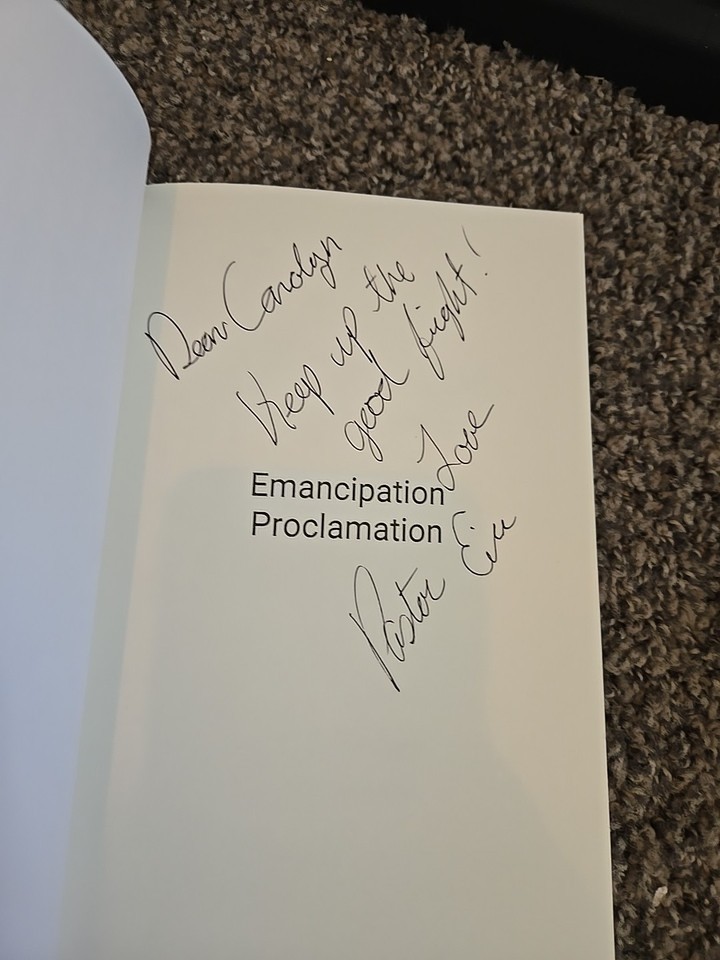 Dear Carolyn
Keep up the
good fight!
Love
Emancipation
Proclamation
Pastor Eric